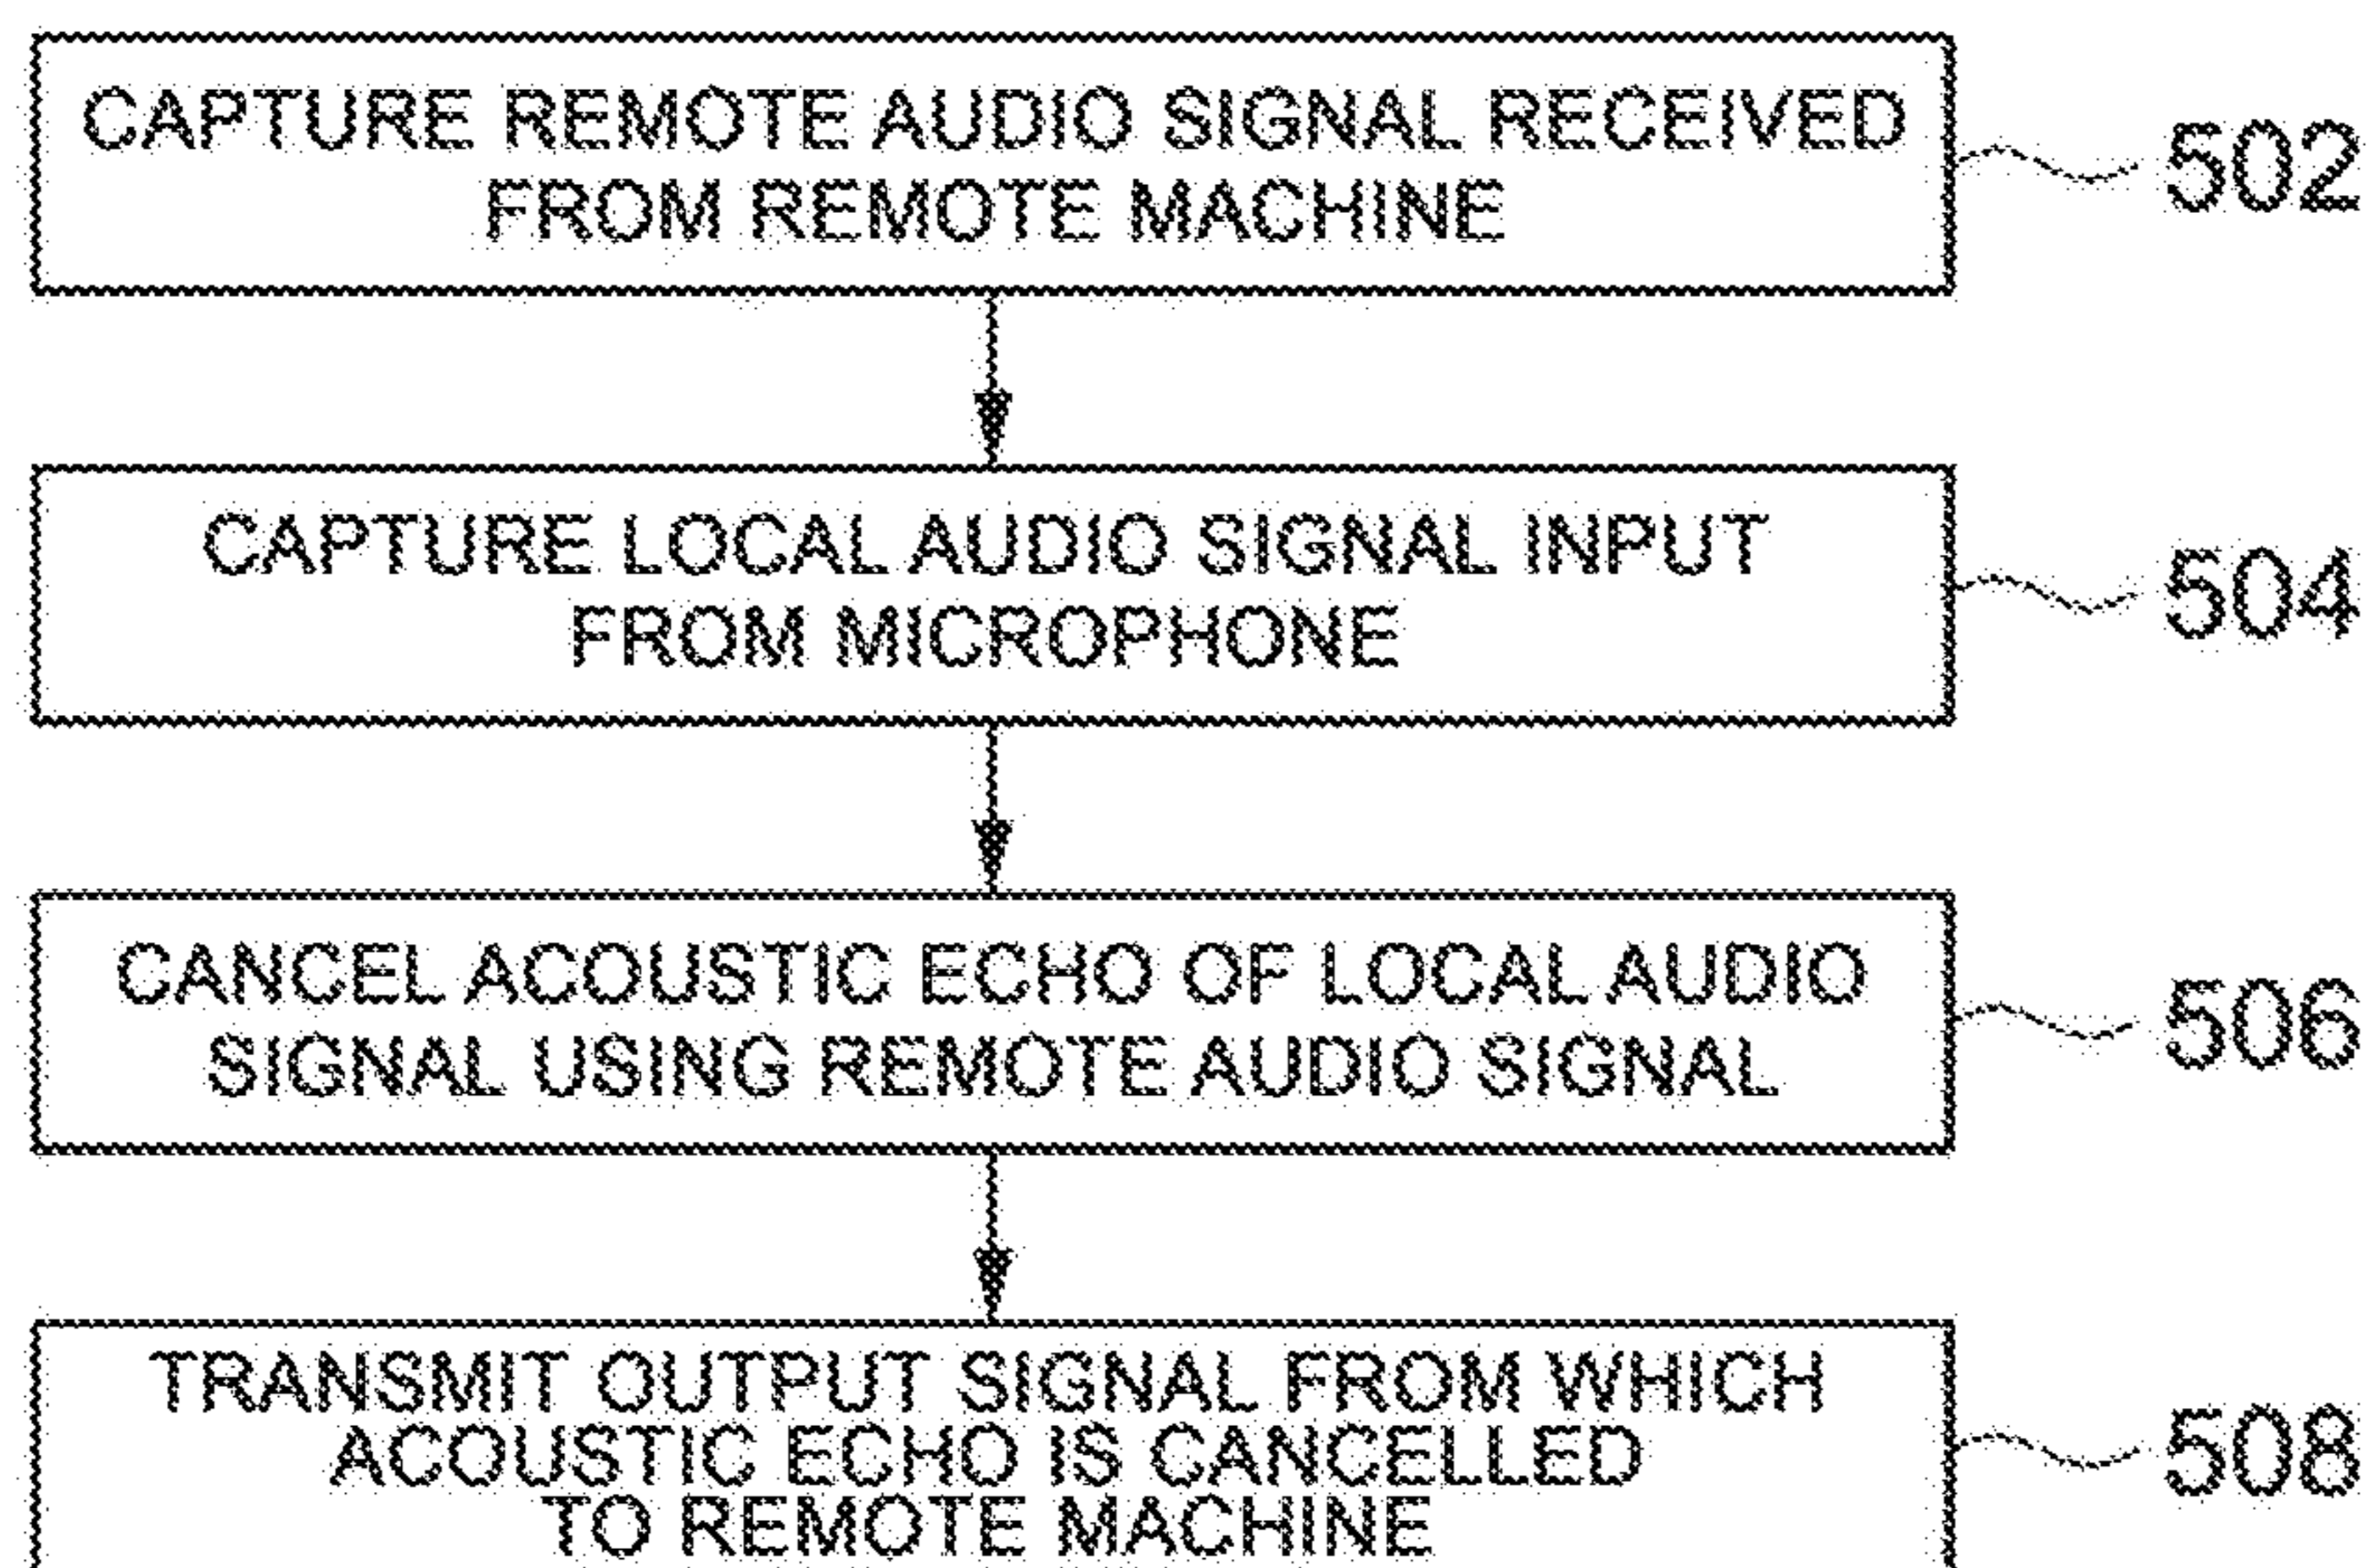 CAPTURE REMOTE AUDIO SIGNAL RECEIVED
FROM REMOTE MACHINE
502
CAPTURE LOCAL AUDIO SIGNAL INPUT
FROM MICROPHONE
504
CANCEL ACOUSTIC ECHO OF LOCAL AUDIO
SIGNAL USING REMOTE AUDIO SIGNAL
506
TRANSMIT OUTPUT SIGNAL FROM WHICH
ACOUSTIC ECHO IS CANCELLED
TO REMOTE MACHINE
508